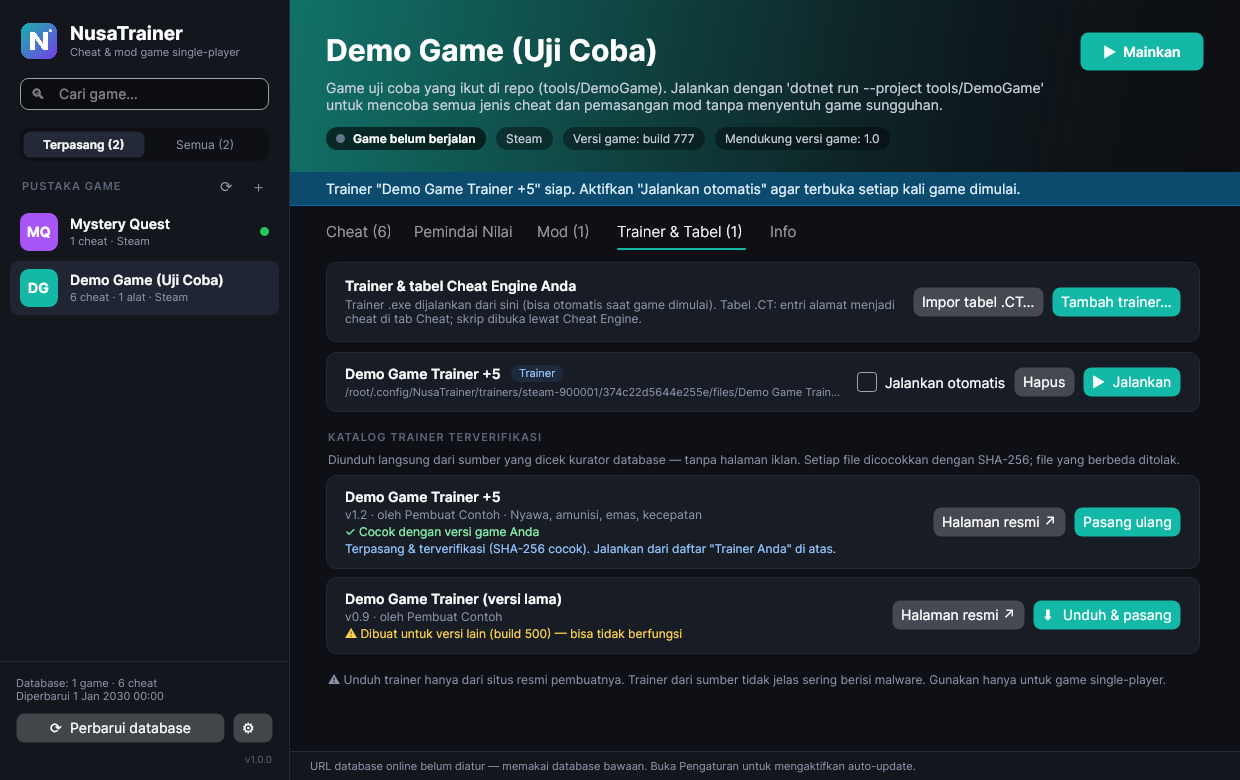 NusaTrainer
Cheat & mod game single-player
Cari game...
Terpasang (2)
Semua (2)
PUSTAKA GAME
MQ
Mystery Quest
1 cheat · Steam
DG
Demo Game (Uji Coba)
6 cheat · 1 alat · Steam
Database: 1 game · 6 cheat
Diperbarui 1 Jan 2030 00:00
⟳ Perbarui database
v1.0.0
Demo Game (Uji Coba)
▶ Mainkan
Game uji coba yang ikut di repo (tools/DemoGame). Jalankan dengan 'dotnet run --project tools/DemoGame'
untuk mencoba semua jenis cheat dan pemasangan mod tanpa menyentuh game sungguhan.
Game belum berjalan
Steam
Versi game: build 777
Mendukung versi game: 1.0
Trainer "Demo Game Trainer +5" siap. Aktifkan "Jalankan otomatis" agar terbuka setiap kali game dimulai.
Cheat (6)
Pemindai Nilai
Mod (1)
Trainer & Tabel (1)
Info
Trainer & tabel Cheat Engine Anda
Trainer .exe dijalankan dari sini (bisa otomatis saat game dimulai). Tabel .CT: entri alamat menjadi
cheat di tab Cheat; skrip dibuka lewat Cheat Engine.
Impor tabel .CT...
Tambah trainer...
Demo Game Trainer +5
Trainer
/root/.config/NusaTrainer/trainers/steam-900001/374c22d5644e255e/files/Demo Game Train...
Jalankan otomatis
Hapus
▶ Jalankan
KATALOG TRAINER TERVERIFIKASI
Diunduh langsung dari sumber yang dicek kurator database — tanpa halaman iklan. Setiap file dicocokkan dengan SHA-256; file yang berbeda ditolak.
Demo Game Trainer +5
v1.2 · oleh Pembuat Contoh · Nyawa, amunisi, emas, kecepatan
✓ Cocok dengan versi game Anda
Terpasang & terverifikasi (SHA-256 cocok). Jalankan dari daftar "Trainer Anda" di atas.
Halaman resmi ↗
Pasang ulang
Demo Game Trainer (versi lama)
v0.9 · oleh Pembuat Contoh
⚠ Dibuat untuk versi lain (build 500) — bisa tidak berfungsi
Halaman resmi ↗
⬇ Unduh & pasang
⚠ Unduh trainer hanya dari situs resmi pembuatnya. Trainer dari sumber tidak jelas sering berisi malware. Gunakan hanya untuk game single-player.
URL database online belum diatur — memakai database bawaan. Buka Pengaturan untuk mengaktifkan auto-update.